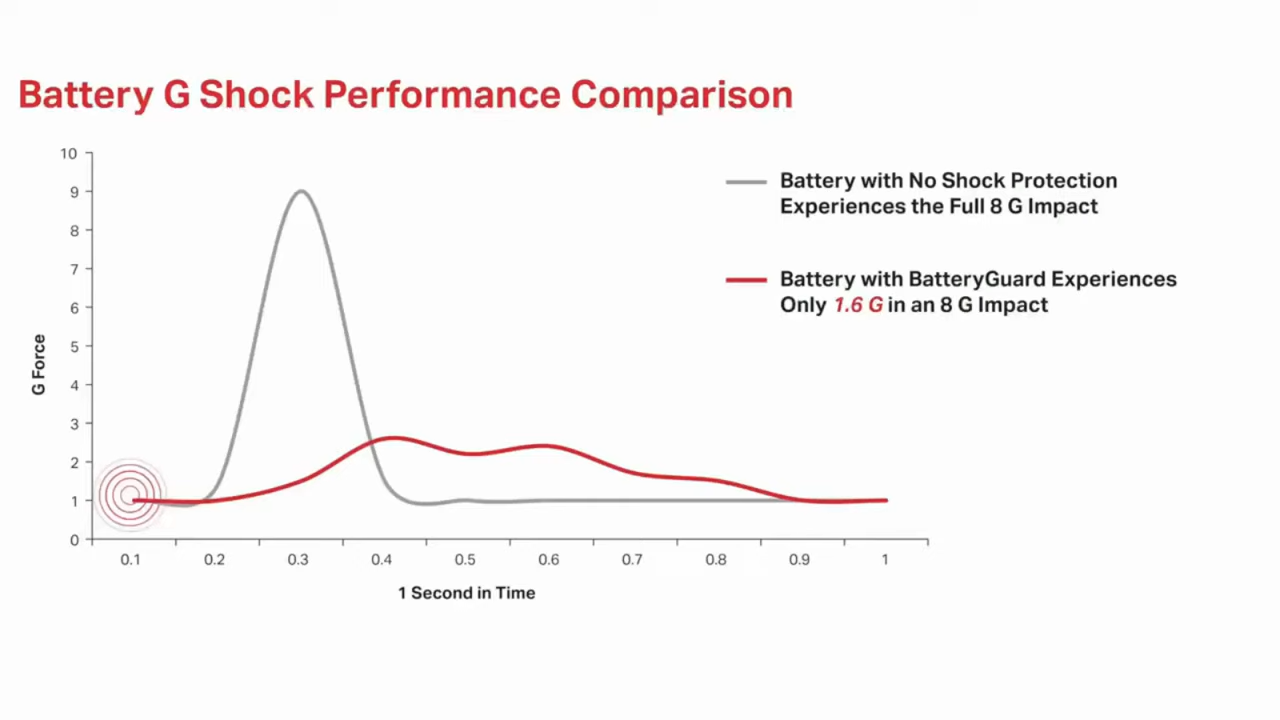 Battery G Shock Performance Comparison
10
9
8
7
6
5
4
3
2
1
0
G Force
0.1 0.2 0.3 0.4 0.5 0.6 0.7 0.8 0.9 1
1 Second in Time
Battery with No Shock Protection
Experiences the Full 8 G Impact
Battery with BatteryGuard Experiences
Only 1.6 G in an 8 G Impact